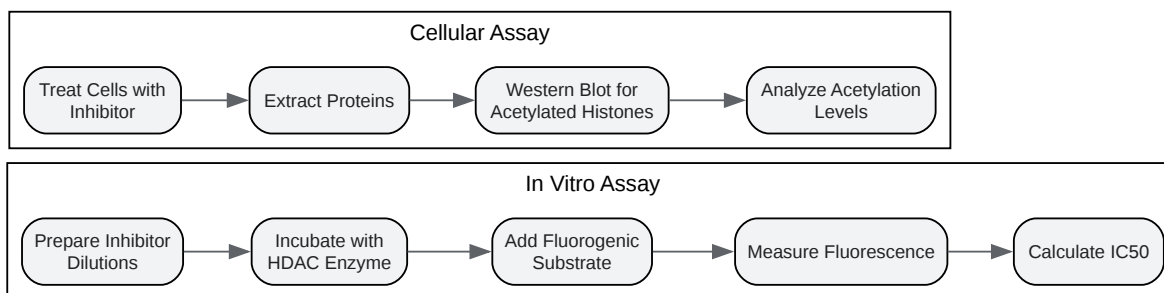 Cellular Assay
Treat Cells with
Inhibitor
Extract Proteins
Western Blot for
Acetylated Histones
Analyze Acetylation
Levels
In Vitro Assay
Prepare Inhibitor
Dilutions
Incubate with
HDAC Enzyme
Add Fluorogenic
Substrate
Measure Fluorescence
Calculate IC50